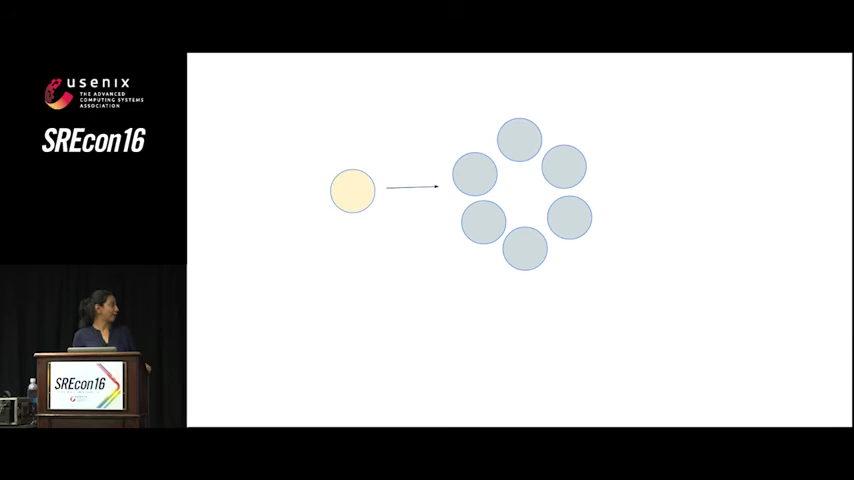 usenix
THE ADVANCED
COMPUTING SYSTEMS
ASSOCIATION
SREcon16
SREcon16